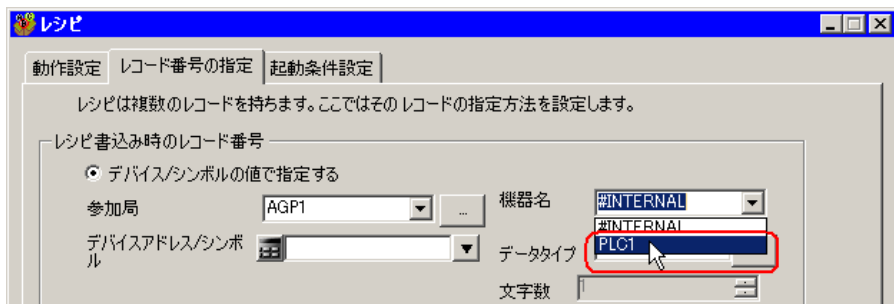 レシピ
動作設定 レコード番号の指定 起動条件設定
レシピは複数のレコードを持ちます。ここではそのレコードの指定方法を設定します。
レシピ書込み時のレコード番号
デバイス/シンボルの値で指定する
参加局 AGP1 ... 機器名 #INTERNAL
#INTERNAL
デバイスアドレス/シンボ
ル
データタイプ PLC1
文字数 1